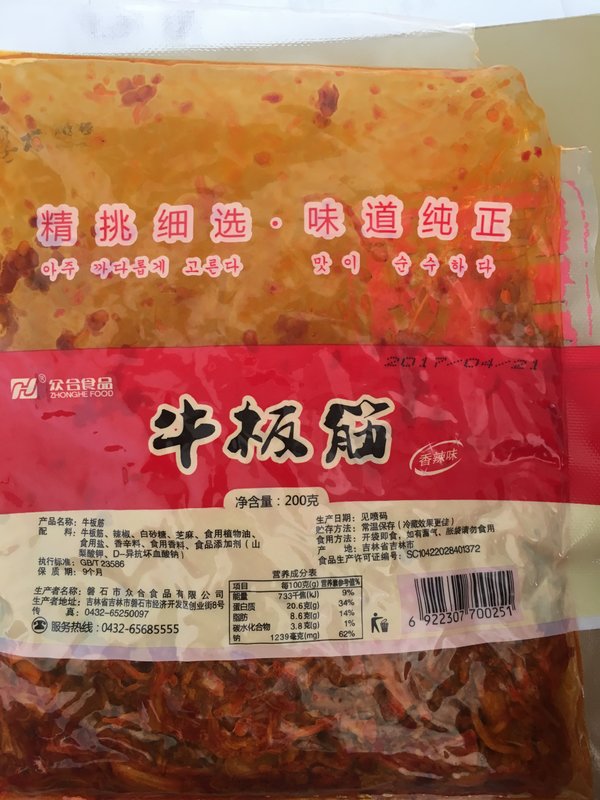 精挑细选·味道纯正
아주 까다롭게 고른다 맛이 순수하다
2017-04-21
® 众合食品
ZHONGHE FOOD
牛板筋
香辣味
净含量：200克
产品名称：牛板筋
配 料：牛板筋、辣椒、白砂糖、芝麻、食用植物油、
食用盐、香辛料、食用香料、食品添加剂（山
梨酸钾、D-异抗坏血酸钠）
执行标准：GB/T 23586
保 质 期：9个月
生产日期：见喷码
贮存方法：常温保存（冷藏效果更佳）
食用方法：开袋即食，如有漏气、胀袋请勿食用
产 地：吉林省吉林市
食品生产许可证编号：SC10422028401372
生产者名称：磐石市众合食品有限公司
生产者地址：吉林省吉林市磐石市经济开发区创业街8号
传 真：0432-65250097
服务热线：0432-65685555
营养成分表
项目 每100克(g) 营养素参考值%
能量 733千焦(kJ) 9%
蛋白质 20.6克(g) 34%
脂肪 8.6克(g) 14%
碳水化合物 3.8克(g) 1%
钠 1239毫克(mg) 62%
6 922307 700251